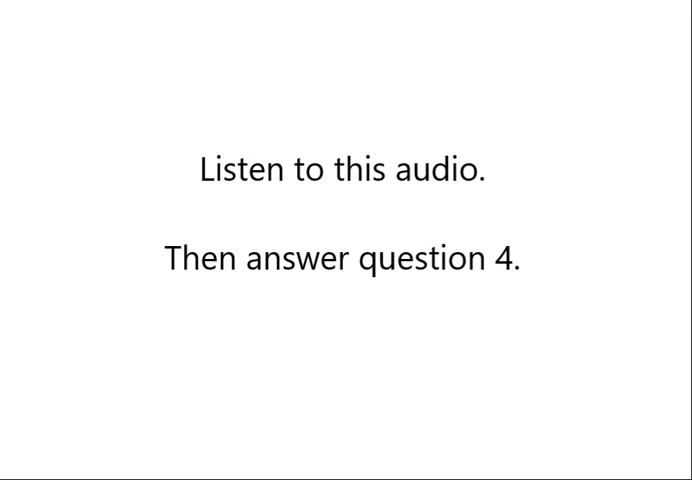 Listen to this audio.
Then answer question 4.